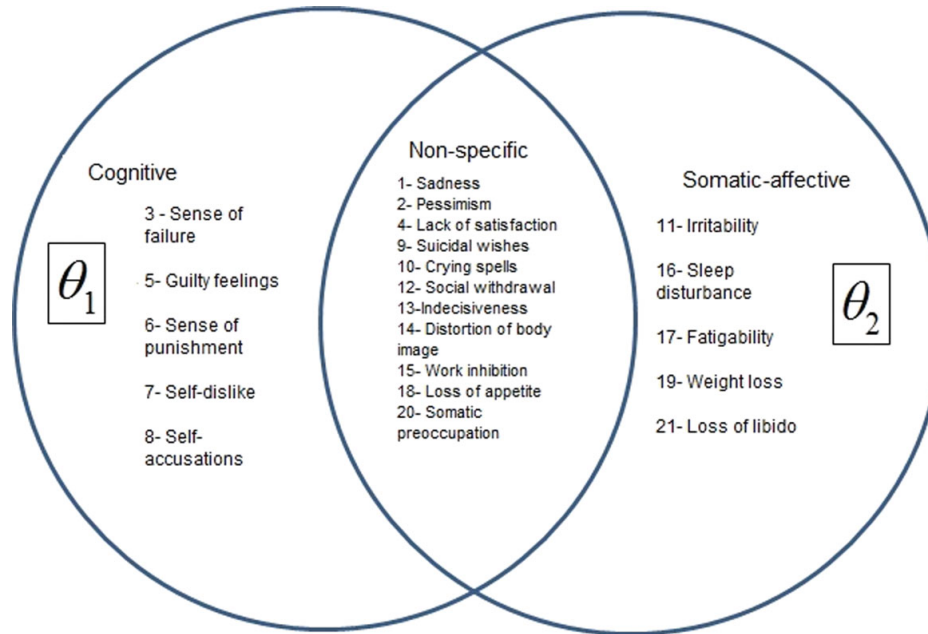 Cognitive
3 - Sense of
failure
5- Guilty feelings
6- Sense of
punishment
7- Self-dislike
8- Self-
accusations
θ1
Non-specific
1- Sadness
2- Pessimism
4- Lack of satisfaction
9- Suicidal wishes
10- Crying spells
12- Social withdrawal
13-Indecisiveness
14- Distortion of body
image
15- Work inhibition
18- Loss of appetite
20- Somatic
preoccupation
Somatic-affective
11- Irritability
16- Sleep
disturbance
17- Fatigability
19- Weight loss
21- Loss of libido
θ2